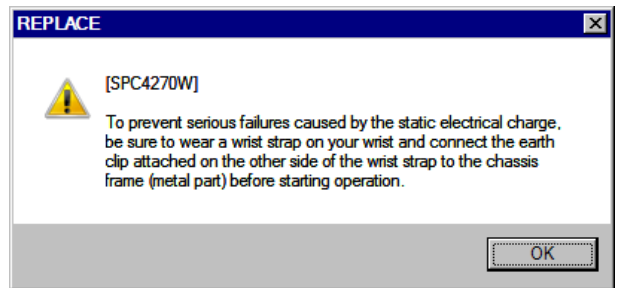 REPLACE
[SPC4270W]
To prevent serious failures caused by the static electrical charge,
be sure to wear a wrist strap on your wrist and connect the earth
clip attached on the other side of the wrist strap to the chassis
frame (metal part) before starting operation.
OK